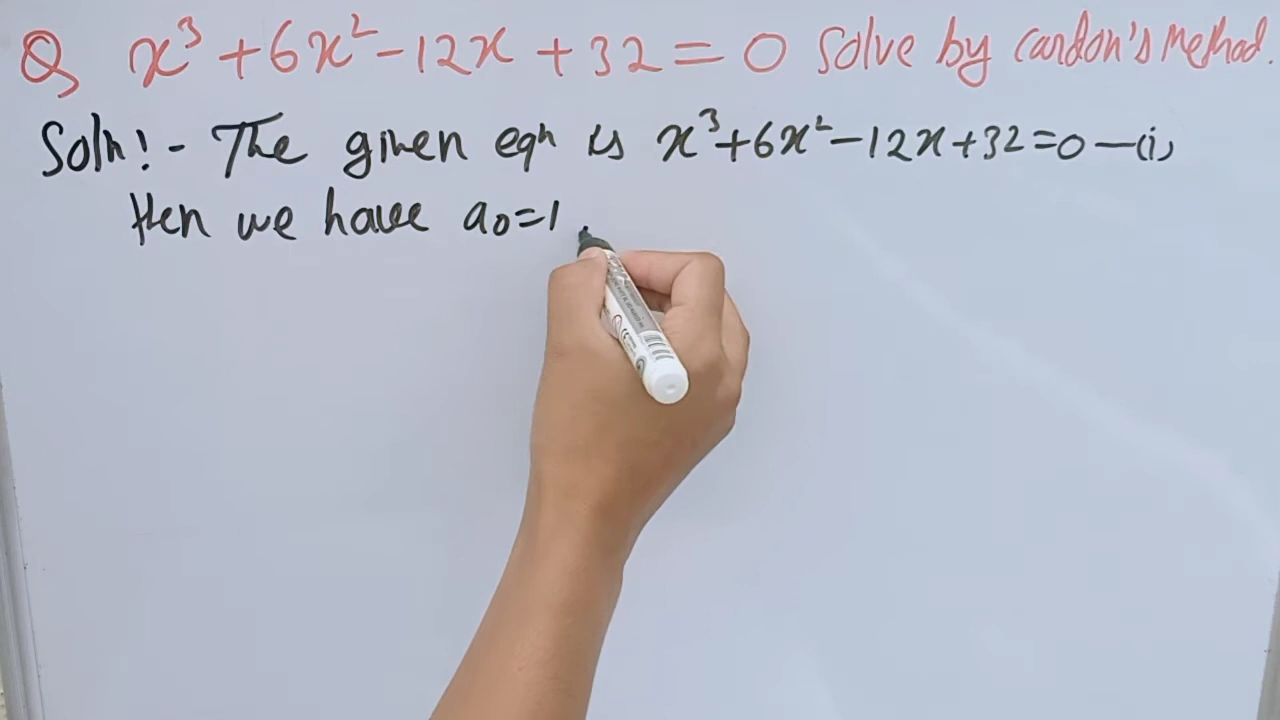 Q x³+6x²-12x+32=0 solve by cardon's Method.
Soln:- The given eqn is x³+6x²-12x+32=0 —(i)
Hen we have a₀=1